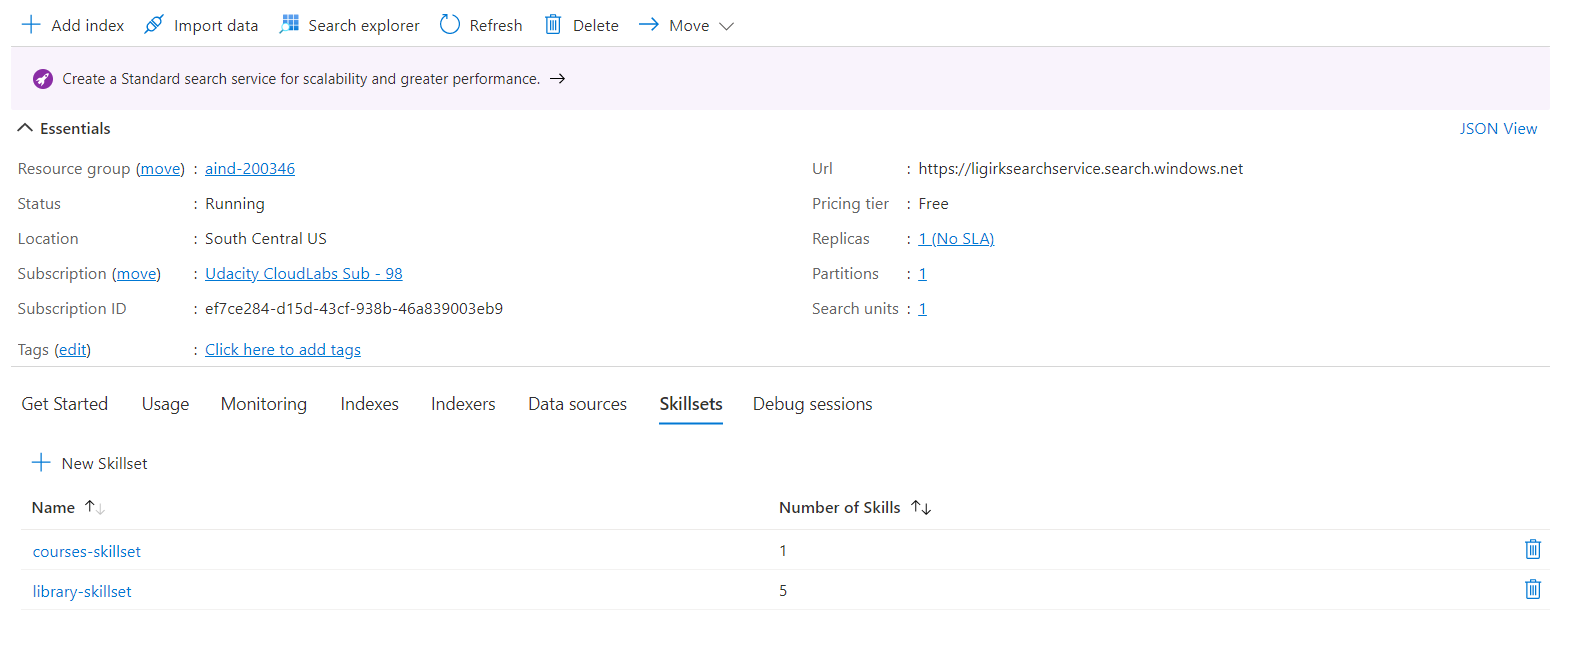 Add index Import data Search explorer Refresh Delete Move
Create a Standard search service for scalability and greater performance. →
Essentials JSON View
Resource group (move) : aind-200346 Url : https://ligirksearchservice.search.windows.net
Status : Running Pricing tier : Free
Location : South Central US Replicas : 1 (No SLA)
Subscription (move) : Udacity CloudLabs Sub - 98 Partitions : 1
Subscription ID : ef7ce284-d15d-43cf-938b-46a839003eb9 Search units : 1
Tags (edit) : Click here to add tags
Get Started Usage Monitoring Indexes Indexers Data sources Skillsets Debug sessions
New Skillset
Name ↑↓ Number of Skills ↑↓
courses-skillset 1
library-skillset 5